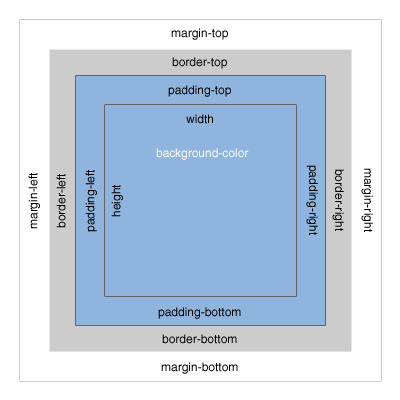 margin-top
border-top
padding-top
width
background-color
margin-left
border-left
padding-left
height
padding-right
border-right
margin-right
padding-bottom
border-bottom
margin-bottom